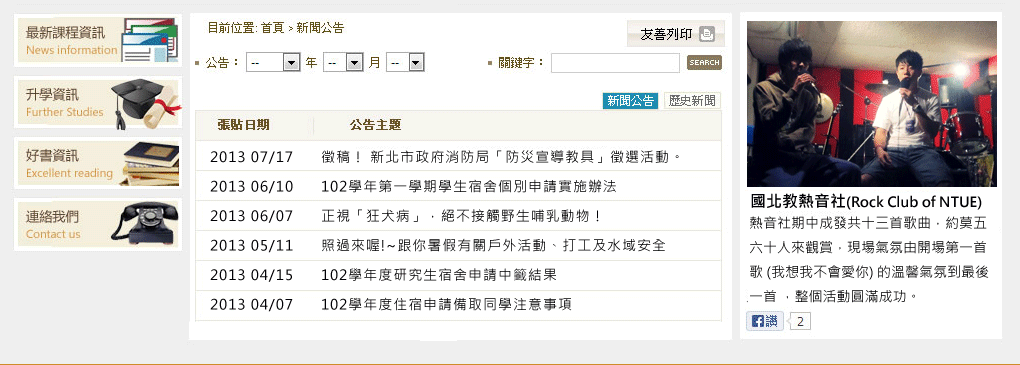 最新課程資訊
News information
升學資訊
Further Studies
好書資訊
Excellent reading
連絡我們
Contact us
目前位置: 首頁 > 新聞公告
友善列印
公告： -- 年 -- 月 --
關鍵字： SEARCH
新聞公告 歷史新聞
張貼日期 公告主題
2013 07/17 徵稿！ 新北市政府消防局「防災宣導教具」徵選活動。
2013 06/10 102學年第一學期學生宿舍個別申請實施辦法
2013 06/07 正視「狂犬病」，絕不接觸野生哺乳動物！
2013 05/11 照過來喔!~跟你暑假有關戶外活動、打工及水域安全
2013 04/15 102學年度研究生宿舍申請中籤結果
2013 04/07 102學年度住宿申請備取同學注意事項
國北教熱音社(Rock Club of NTUE)
熱音社期中成發共十三首歌曲，約莫五
六十人來觀賞，現場氣氛由開場第一首
歌 (我想我不會愛你) 的溫馨氣氛到最後
一首 ，整個活動圓滿成功。
讚 2